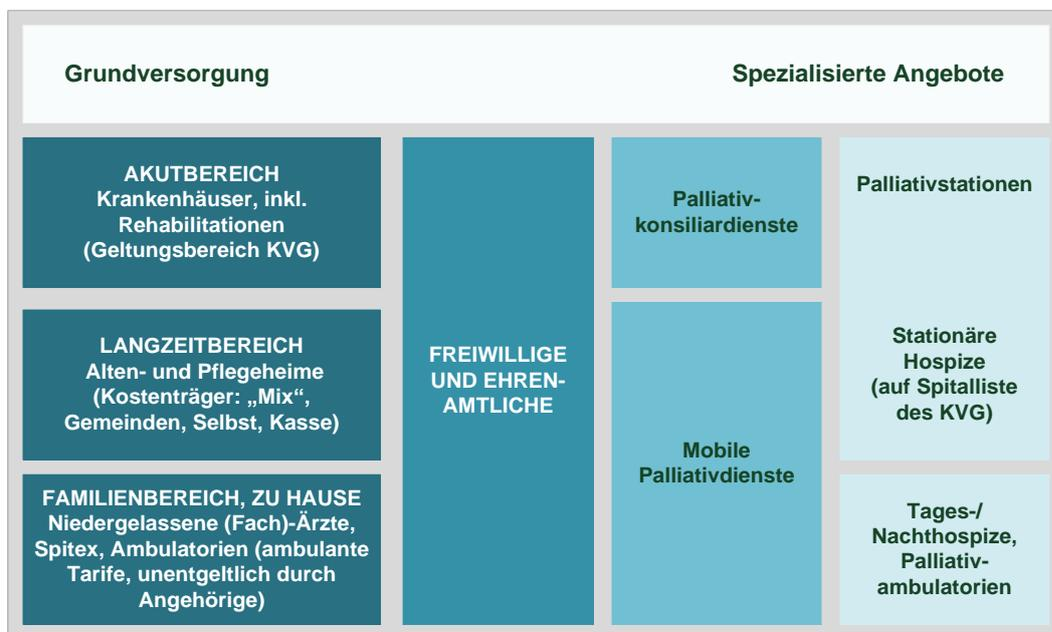 Grundversorgung
Spezialisierte Angebote
AKUTBEREICH
Krankenhäuser, inkl.
Rehabilitationen
(Geltungsbereich KVG)
LANGZEITBEREICH
Alten- und Pflegeheime
(Kostenträger: „Mix“,
Gemeinden, Selbst, Kasse)
FAMILIENBEREICH, ZU HAUSE
Niedergelassene (Fach)-Ärzte,
Spitex, Ambulatorien (ambulante
Tarife, unentgeltlich durch
Angehörige)
FREIWILLIGE
UND EHREN-
AMTLICHE
Palliativ-
konsiliardienste
Mobile
Palliativdienste
Palliativstationen
Stationäre
Hospize
(auf Spitalliste
des KVG)
Tages-/
Nachthospize,
Palliativ-
ambulatorien